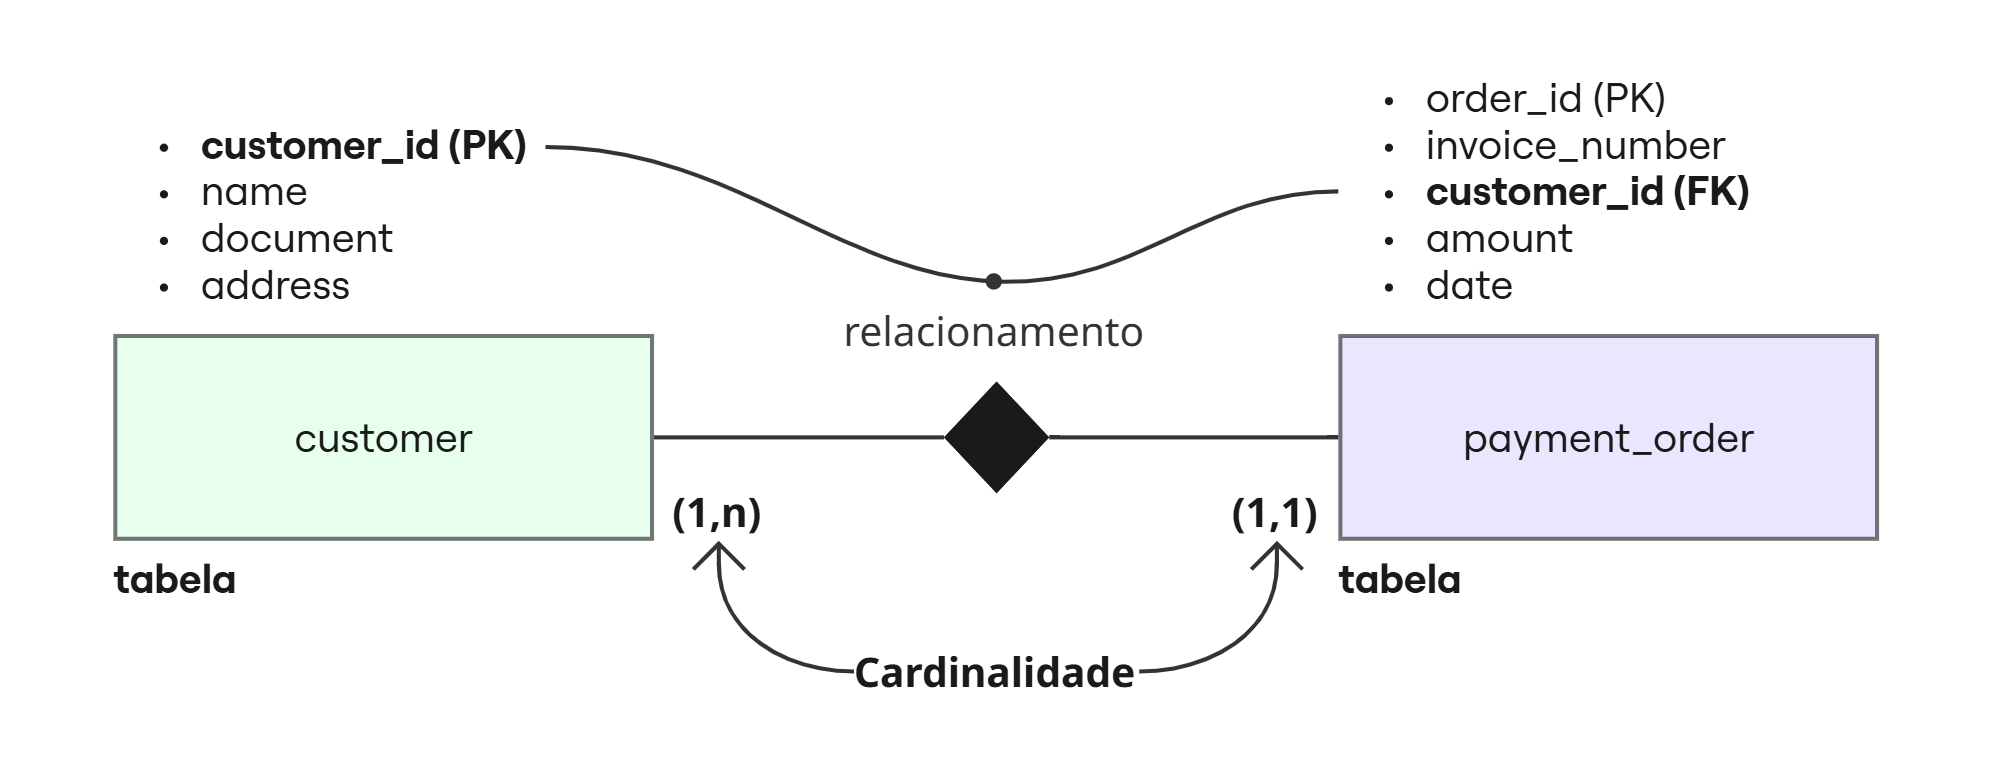 • customer_id (PK)
• name
• document
• address
• order_id (PK)
• invoice_number
• customer_id (FK)
• amount
• date
relacionamento
customer
payment_order
(1,n)
(1,1)
tabela
tabela
Cardinalidade